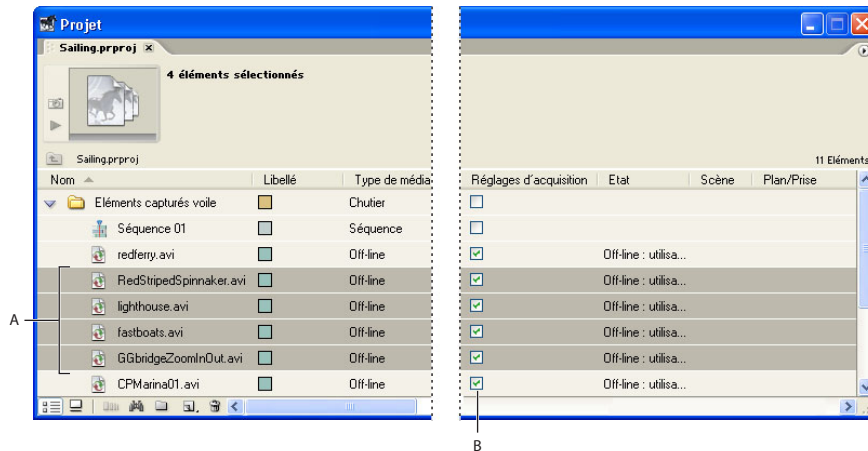 Projet
Sailing.prproj
4 éléments sélectionnés
Sailing.prproj
11 Eléments
Nom Libellé Type de média Réglages d'acquisition Etat Scène Plan/Prise
Eléments capturés voile Chutier
Séquence 01 Séquence
redferry.avi Off-line Off-line : utilisa...
RedStripedSpinnaker.avi Off-line Off-line : utilisa...
lighthouse.avi Off-line Off-line : utilisa...
fastboats.avi Off-line Off-line : utilisa...
GGbridgeZoomInOut.avi Off-line Off-line : utilisa...
CPMarina01.avi Off-line Off-line : utilisa...
A
B